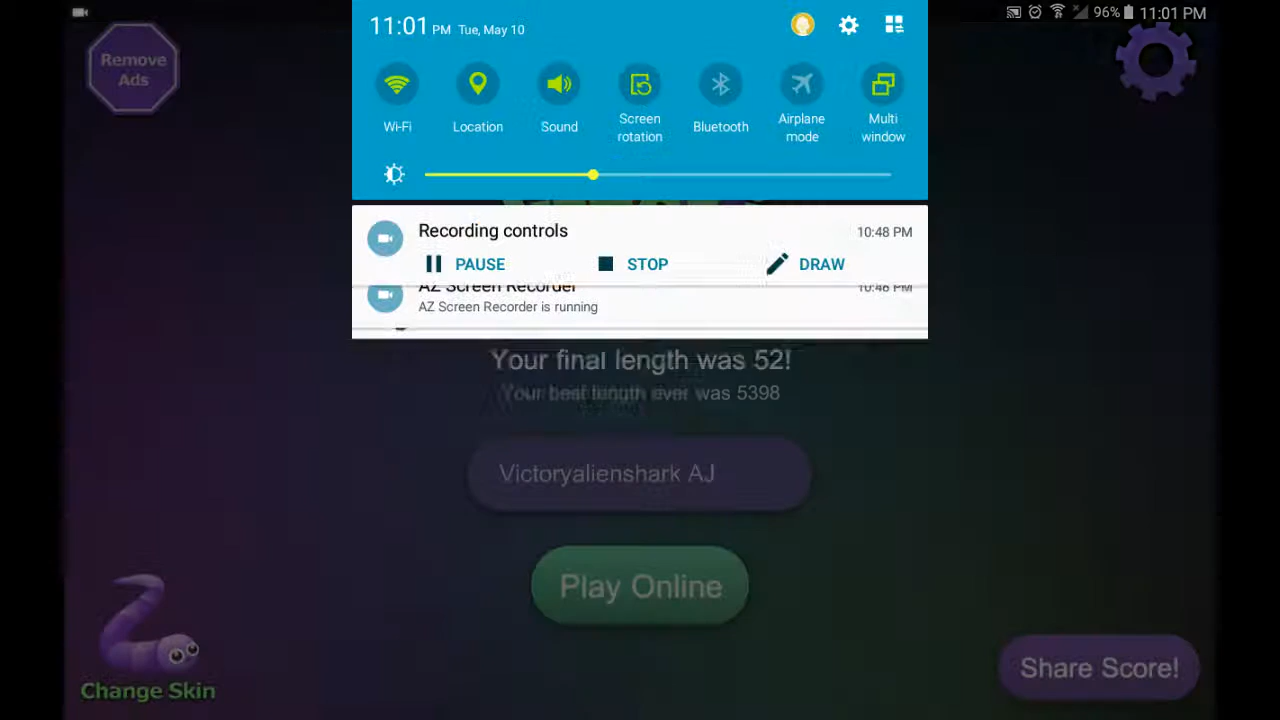 96% 11:01 PM
11:01 PM Tue, May 10
Remove
Ads
Wi-Fi
Location
Sound
Screen
rotation
Bluetooth
Airplane
mode
Multi
window
Recording controls
10:48 PM
PAUSE
STOP
DRAW
AZ Screen Recorder
10:48 PM
AZ Screen Recorder is running
Your final length was 52!
Your best length ever was 5398
Victoryalienshark AJ
Play Online
Change Skin
Share Score!